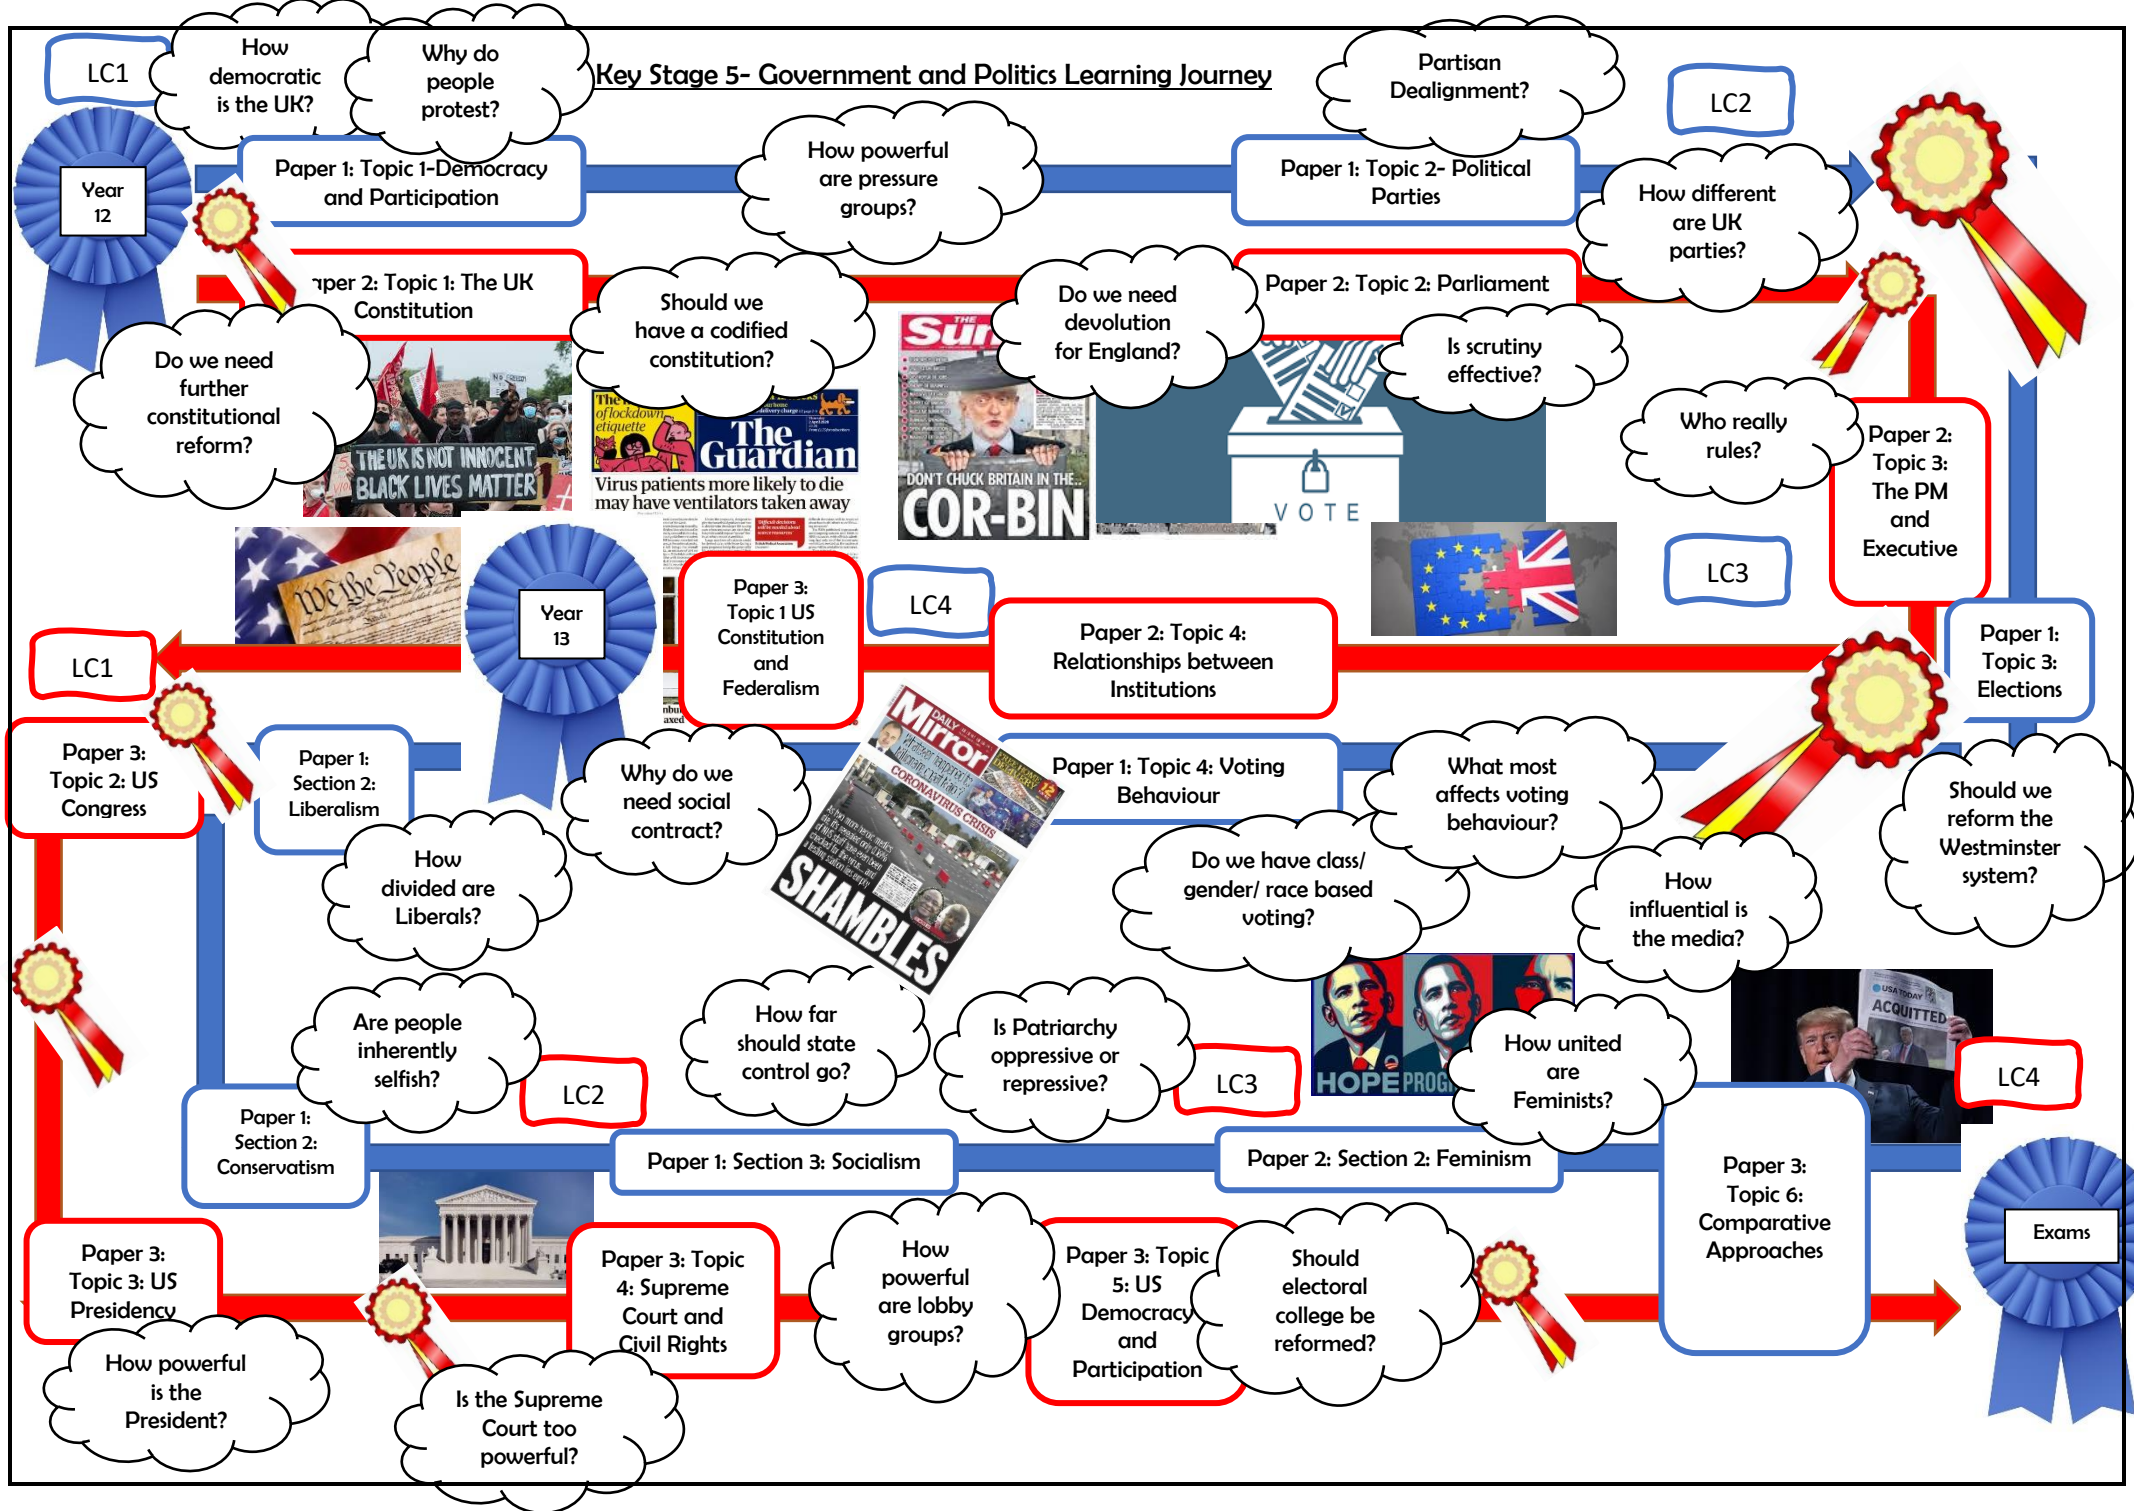 Key Stage 5- Government and Politics Learning Journey
LC1
How
democratic
is the UK?
Why do
people
protest?
Partisan
Dealignment?
LC2
Year
12
Paper 1: Topic 1-Democracy
and Participation
How powerful
are pressure
groups?
Paper 1: Topic 2- Political
Parties
How different
are UK
parties?
aper 2: Topic 1: The UK
Constitution
Should we
have a codified
constitution?
Do we need
devolution
for England?
Paper 2: Topic 2: Parliament
Is scrutiny
effective?
Do we need
further
constitutional
reform?
THE UK IS NOT INNOCENT
BLACK LIVES MATTER
of lockdown
etiquette
The
Guardian
Virus patients more likely to die
may have ventilators taken away
THE
Sun
DON'T CHUCK BRITAIN IN THE..
COR-BIN
VOTE
Who really
rules?
Paper 2:
Topic 3:
The PM
and
Executive
We the People
Year
13
Paper 3:
Topic 1 US
Constitution
and
Federalism
LC4
Paper 2: Topic 4:
Relationships between
Institutions
LC3
Paper 1:
Topic 3:
Elections
LC1
Paper 3:
Topic 2: US
Congress
Paper 1:
Section 2:
Liberalism
Why do we
need social
contract?
DAILY
Mirror
CORONAVIRUS CRISIS
SHAMBLES
Paper 1: Topic 4: Voting
Behaviour
What most
affects voting
behaviour?
Should we
reform the
Westminster
system?
How
divided are
Liberals?
Do we have class/
gender/ race based
voting?
How
influential is
the media?
Are people
inherently
selfish?
LC2
How far
should state
control go?
Is Patriarchy
oppressive or
repressive?
LC3
HOPE
PROG
How united
are
Feminists?
USA TODAY
ACQUITTED
LC4
Paper 1:
Section 2:
Conservatism
Paper 1: Section 3: Socialism
Paper 2: Section 2: Feminism
Paper 3:
Topic 6:
Comparative
Approaches
Exams
Paper 3:
Topic 3: US
Presidency
Paper 3: Topic
4: Supreme
Court and
Civil Rights
How
powerful
are lobby
groups?
Paper 3: Topic
5: US
Democracy
and
Participation
Should
electoral
college be
reformed?
How powerful
is the
President?
Is the Supreme
Court too
powerful?